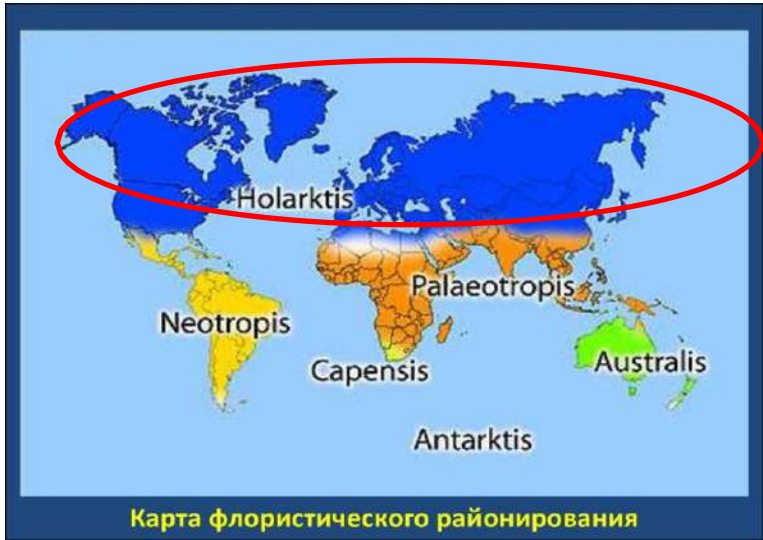 Holarktis
Palaeotropis
Neotropis
Capensis
Australis
Antarktis
Карта флористического районирования